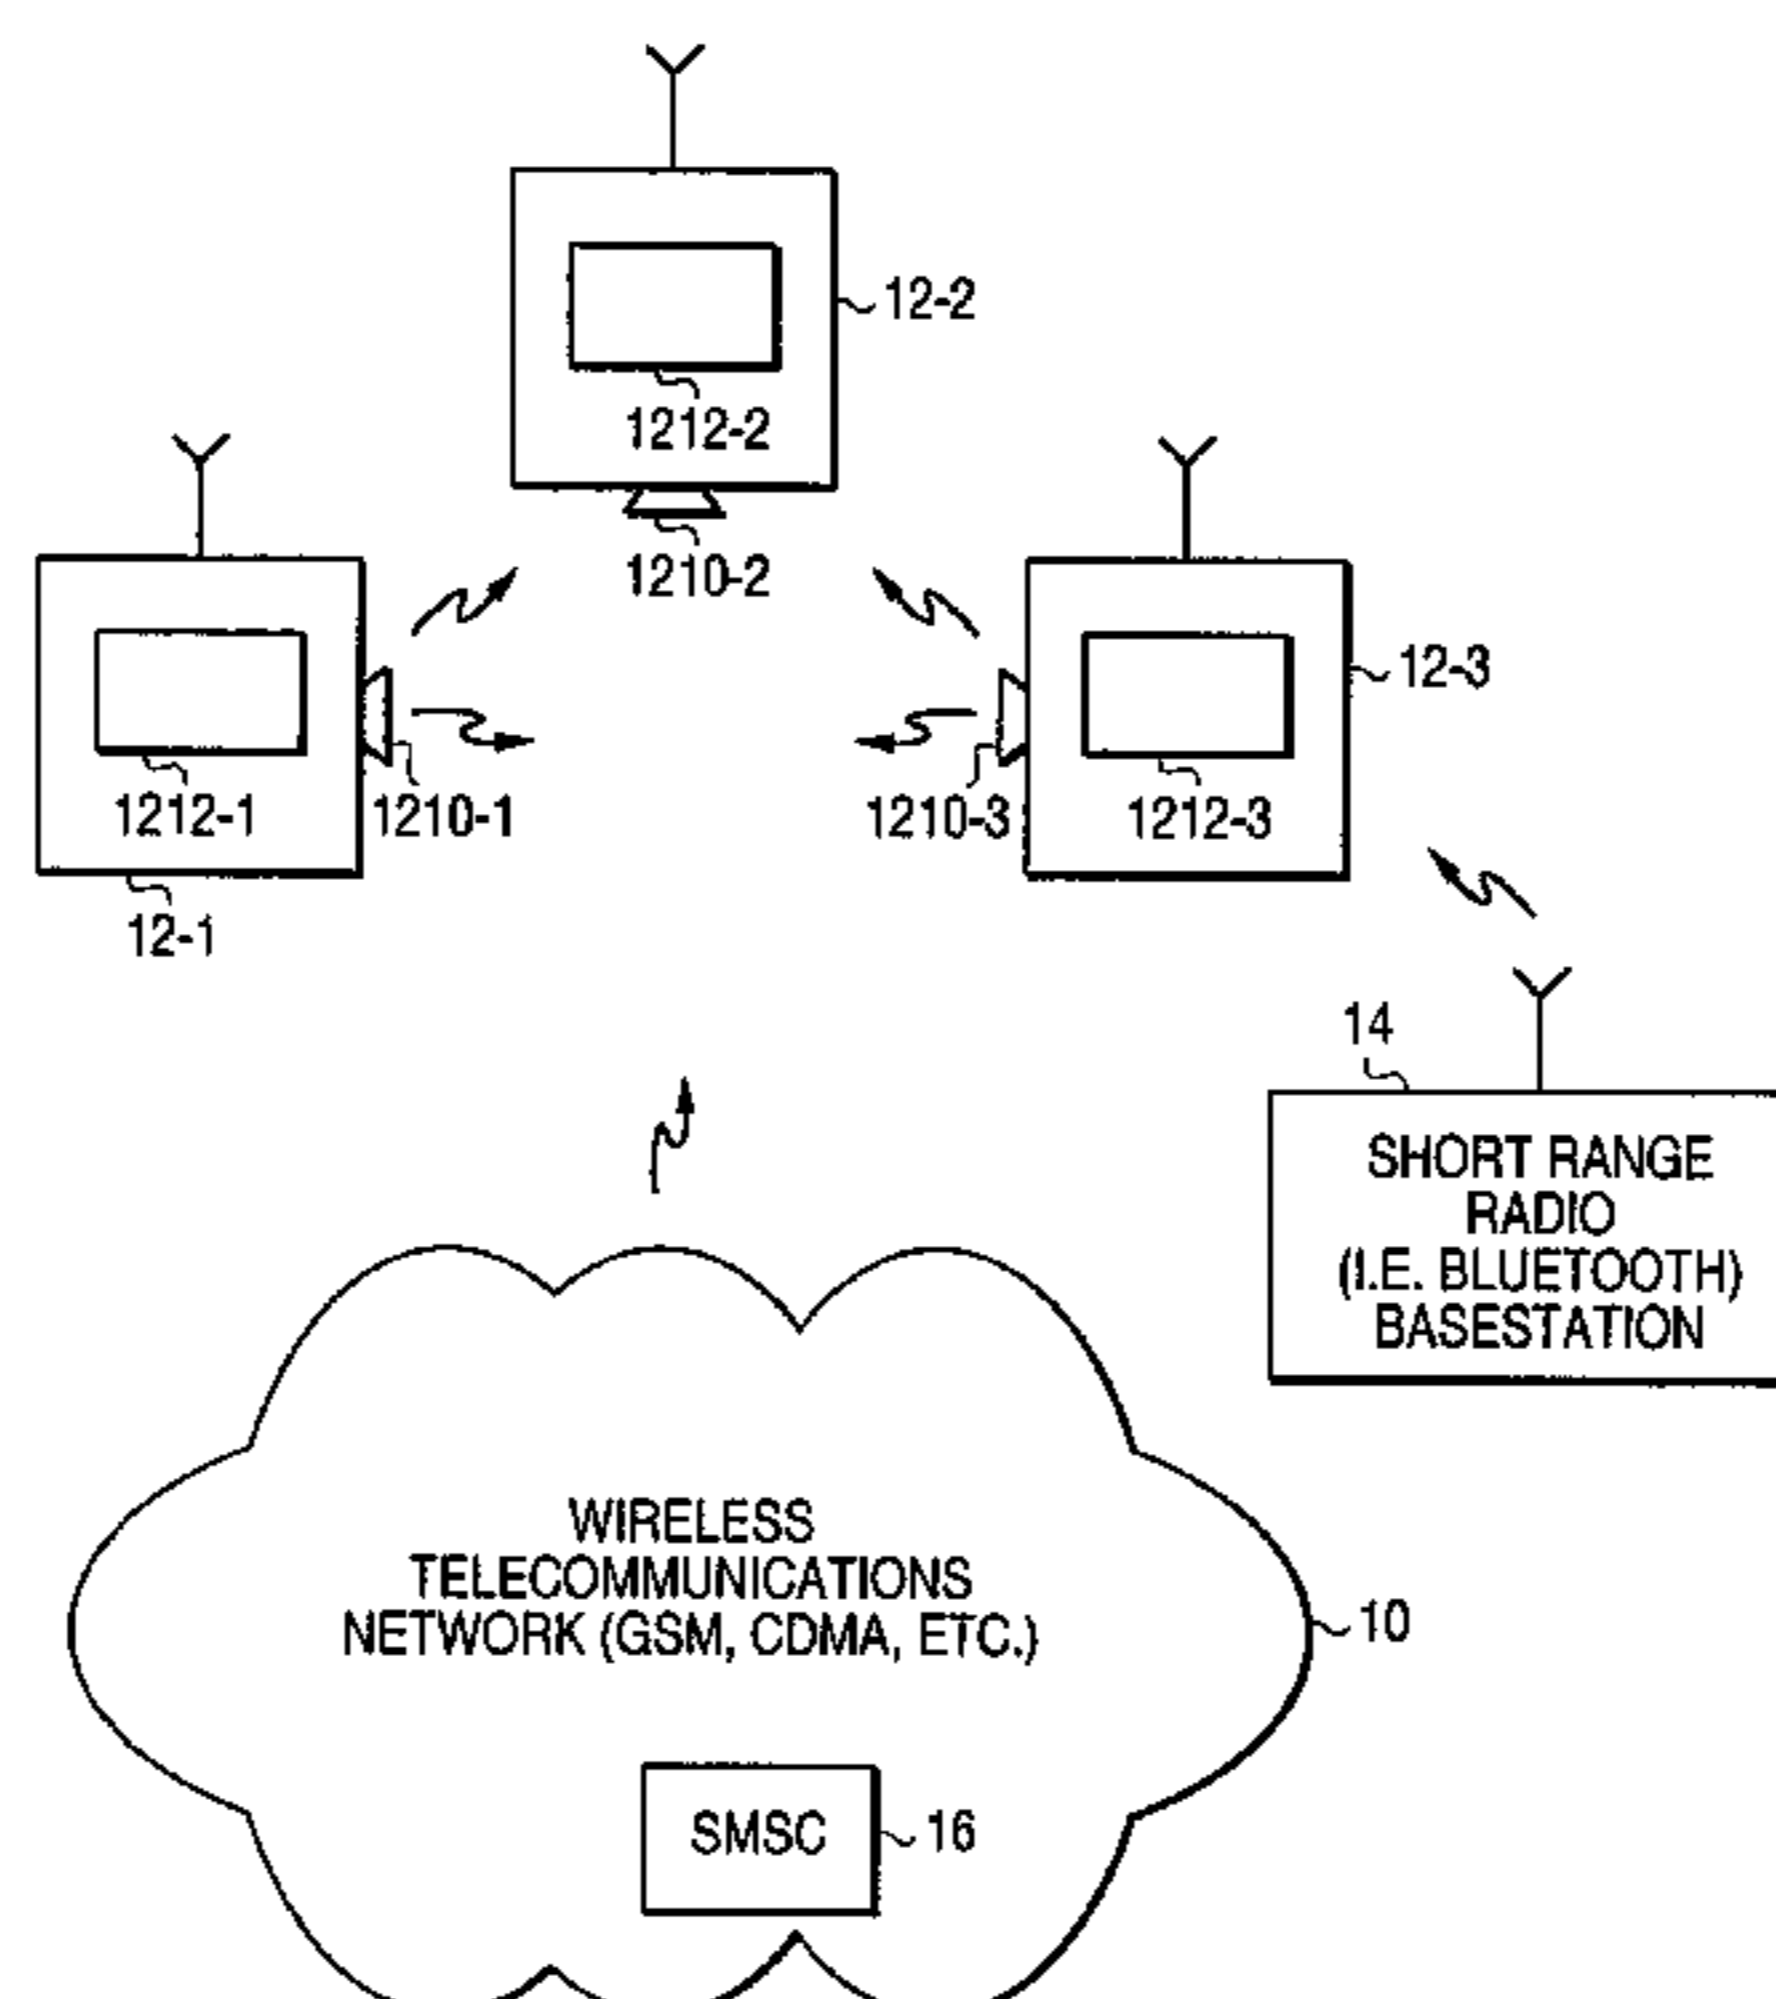 12-2
1212-2
1210-2
12-3
1212-1
1210-1
1210-3
1212-3
12-1
14
SHORT RANGE
RADIO
(I.E. BLUETOOTH)
BASESTATION
WIRELESS
TELECOMMUNICATIONS
NETWORK (GSM, CDMA, ETC.)
10
SMSC
16